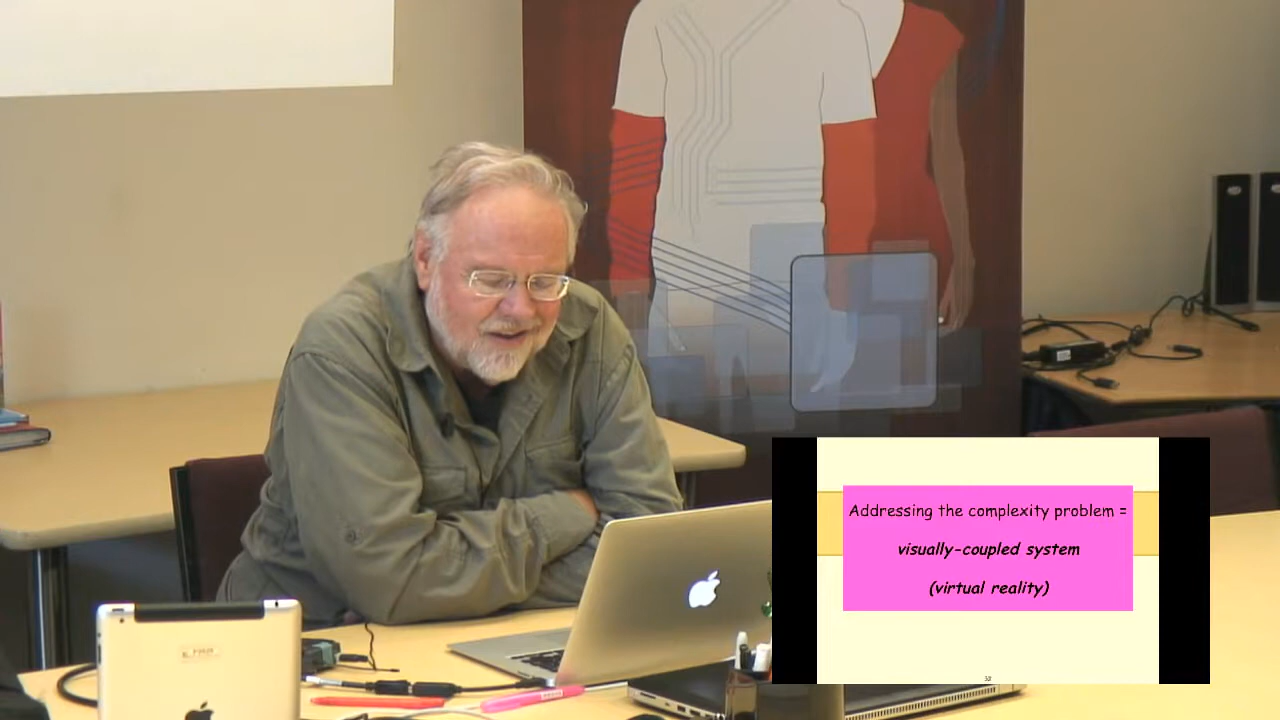 Addressing the complexity problem =
visually-coupled system
(virtual reality)